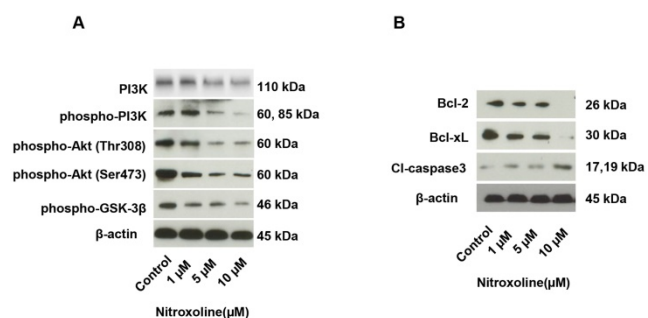 A
PI3K 110 kDa
phospho-PI3K 60, 85 kDa
phospho-Akt (Thr308) 60 kDa
phospho-Akt (Ser473) 60 kDa
phospho-GSK-3β 46 kDa
β-actin 45 kDa
Control 1 μM 5 μM 10 μM
Nitroxoline(μM)
B
Bcl-2 26 kDa
Bcl-xL 30 kDa
Cl-caspase3 17,19 kDa
β-actin 45 kDa
Control 1 μM 5 μM 10 μM
Nitroxoline(μM)